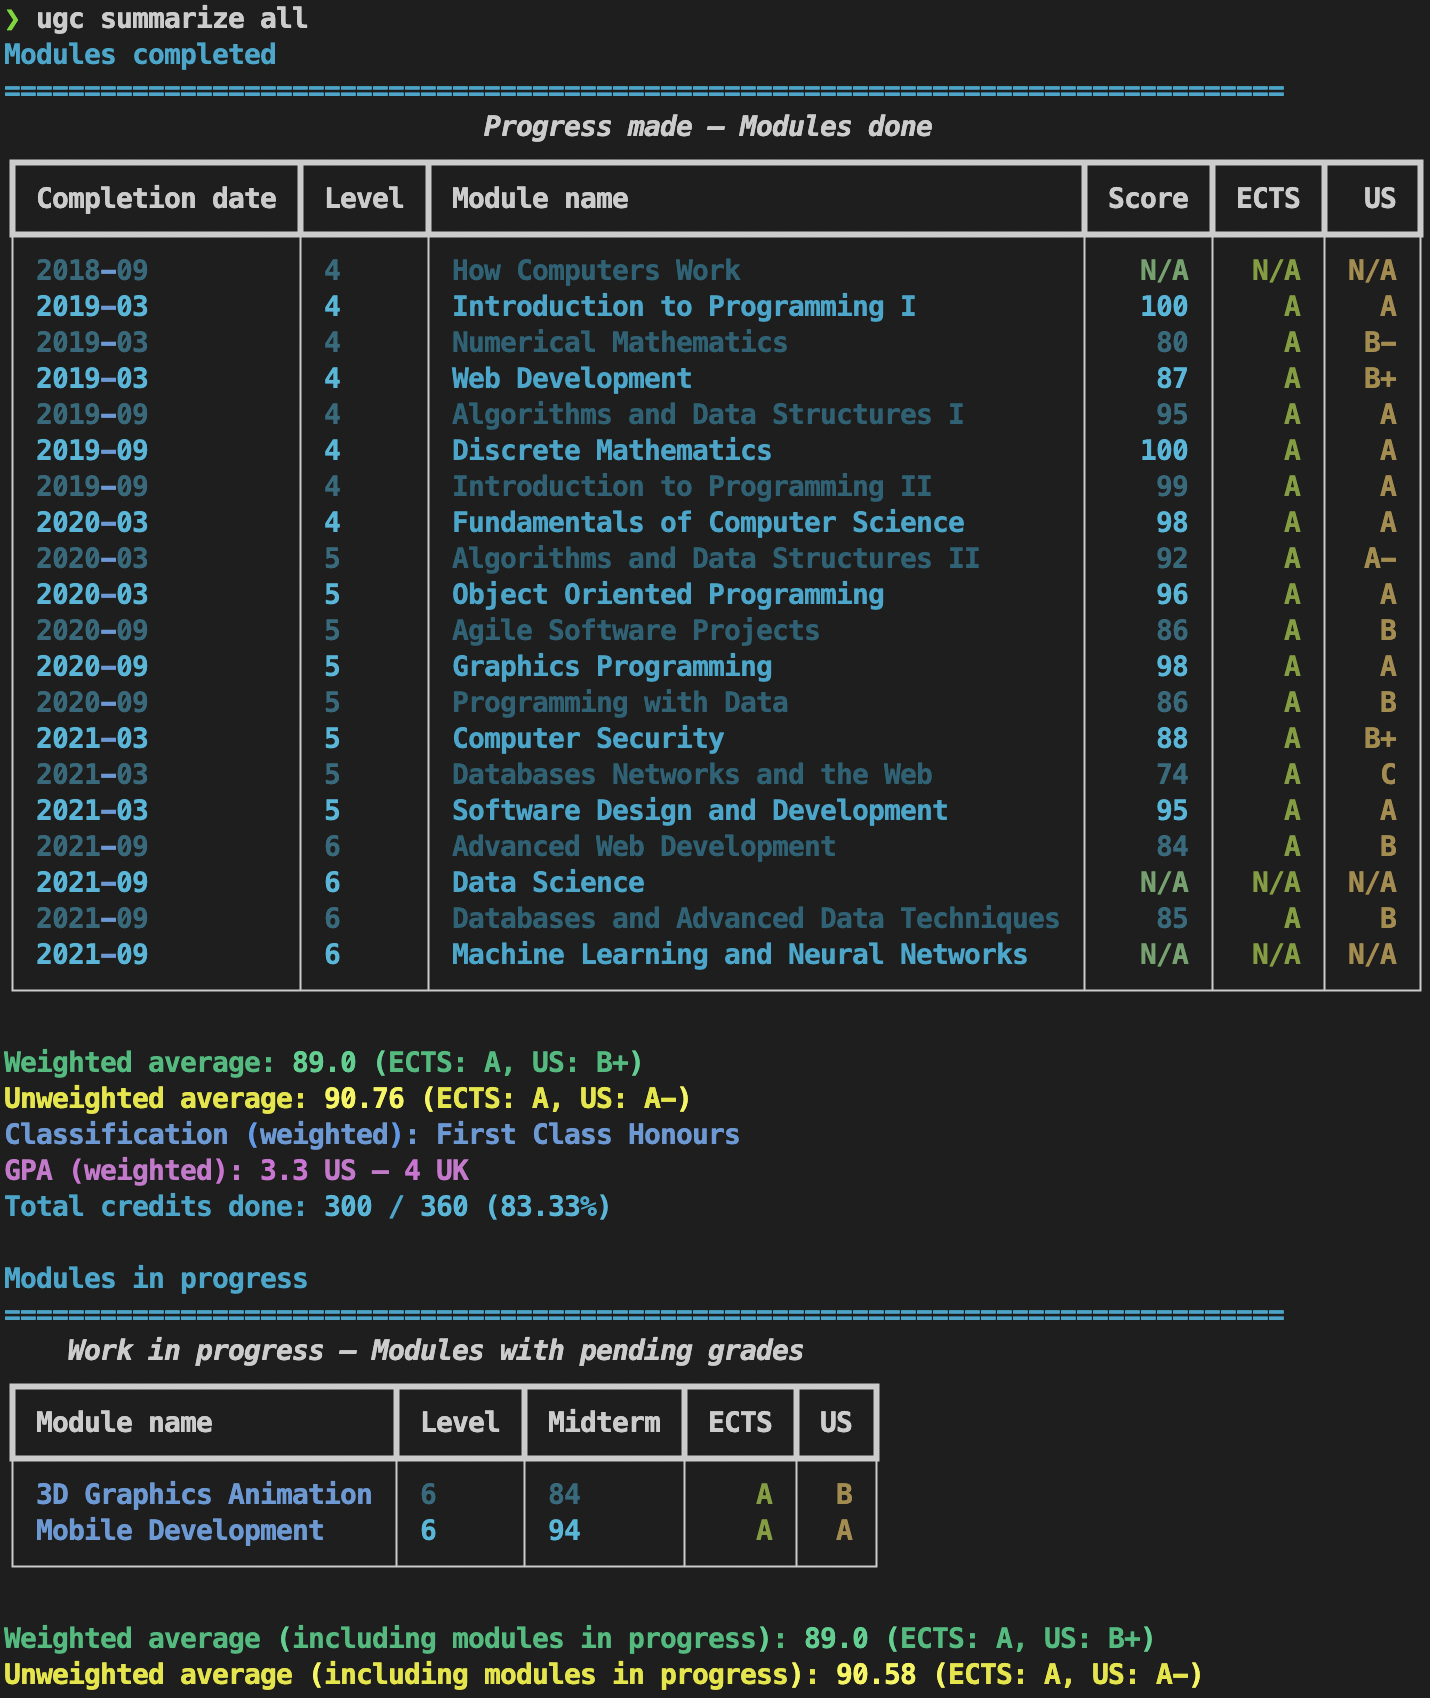 ❯ ugc summarize all
Modules completed
================================================================================
Progress made – Modules done
Completion date Level Module name Score ECTS US
2018-09 4 How Computers Work N/A N/A N/A
2019-03 4 Introduction to Programming I 100 A A
2019-03 4 Numerical Mathematics 80 A B-
2019-03 4 Web Development 87 A B+
2019-09 4 Algorithms and Data Structures I 95 A A
2019-09 4 Discrete Mathematics 100 A A
2019-09 4 Introduction to Programming II 99 A A
2020-03 4 Fundamentals of Computer Science 98 A A
2020-03 5 Algorithms and Data Structures II 92 A A-
2020-03 5 Object Oriented Programming 96 A A
2020-09 5 Agile Software Projects 86 A B
2020-09 5 Graphics Programming 98 A A
2020-09 5 Programming with Data 86 A B
2021-03 5 Computer Security 88 A B+
2021-03 5 Databases Networks and the Web 74 A C
2021-03 5 Software Design and Development 95 A A
2021-09 6 Advanced Web Development 84 A B
2021-09 6 Data Science N/A N/A N/A
2021-09 6 Databases and Advanced Data Techniques 85 A B
2021-09 6 Machine Learning and Neural Networks N/A N/A N/A
Weighted average: 89.0 (ECTS: A, US: B+)
Unweighted average: 90.76 (ECTS: A, US: A-)
Classification (weighted): First Class Honours
GPA (weighted): 3.3 US – 4 UK
Total credits done: 300 / 360 (83.33%)
Modules in progress
================================================================================
Work in progress – Modules with pending grades
Module name Level Midterm ECTS US
3D Graphics Animation 6 84 A B
Mobile Development 6 94 A A
Weighted average (including modules in progress): 89.0 (ECTS: A, US: B+)
Unweighted average (including modules in progress): 90.58 (ECTS: A, US: A-)